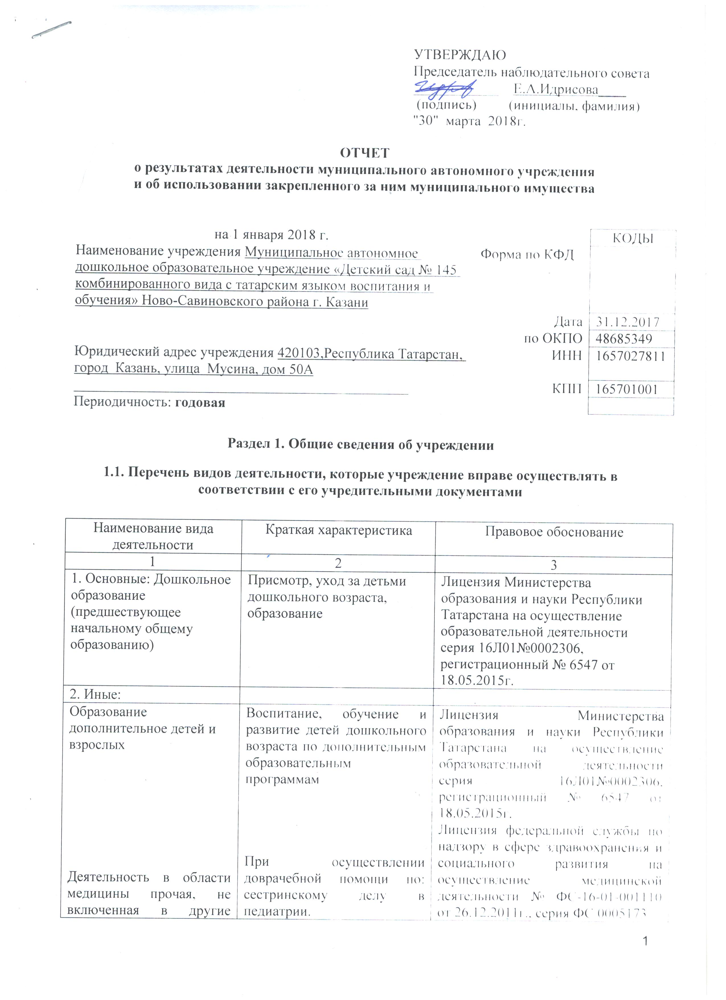 УТВЕРЖДАЮ
Председатель наблюдательного совета
Е.А.Идрисова
(подпись) (инициалы, фамилия)
"30" марта 2018г.
ОТЧЕТ
о результатах деятельности муниципального автономного учреждения
и об использовании закрепленного за ним муниципального имущества
на 1 января 2018 г.
КОДЫ
Наименование учреждения Муниципальное автономное
дошкольное образовательное учреждение «Детский сад № 145
комбинированного вида с татарским языком воспитания и
обучения» Ново-Савиновского района г. Казани
Форма по КФД
Дата 31.12.2017
по ОКПО 48685349
Юридический адрес учреждения 420103,Республика Татарстан,
город Казань, улица Мусина, дом 50А
ИНН 1657027811
КПП 165701001
Периодичность: годовая
Раздел 1. Общие сведения об учреждении
1.1. Перечень видов деятельности, которые учреждение вправе осуществлять в
соответствии с его учредительными документами
Наименование вида
деятельности
Краткая характеристика
Правовое обоснование
1
2
3
1. Основные: Дошкольное
образование
(предшествующее
начальному общему
образованию)
Присмотр, уход за детьми
дошкольного возраста,
образование
Лицензия Министерства
образования и науки Республики
Татарстана на осуществление
образовательной деятельности
серия 16Л01№0002306,
регистрационный № 6547 от
18.05.2015г.
2. Иные:
Образование
дополнительное детей и
взрослых
Воспитание, обучение и
развитие детей дошкольного
возраста по дополнительным
образовательным
программам
Лицензия Министерства
образования и науки Республики
Татарстана на осуществление
образовательной деятельности
серия 16Л01№0002306,
регистрационный № 6547 от
18.05.2015г.
Деятельность в области
медицины прочая, не
включенная в другие
При осуществлении
доврачебной помощи по:
сестринскому делу в
педиатрии.
Лицензия федеральной службы по
надзору в сфере здравоохранения и
социального развития на
осуществление медицинской
деятельности № ФС-16-01-001110
от 26.12.2011г., серия ФС 0005173
1